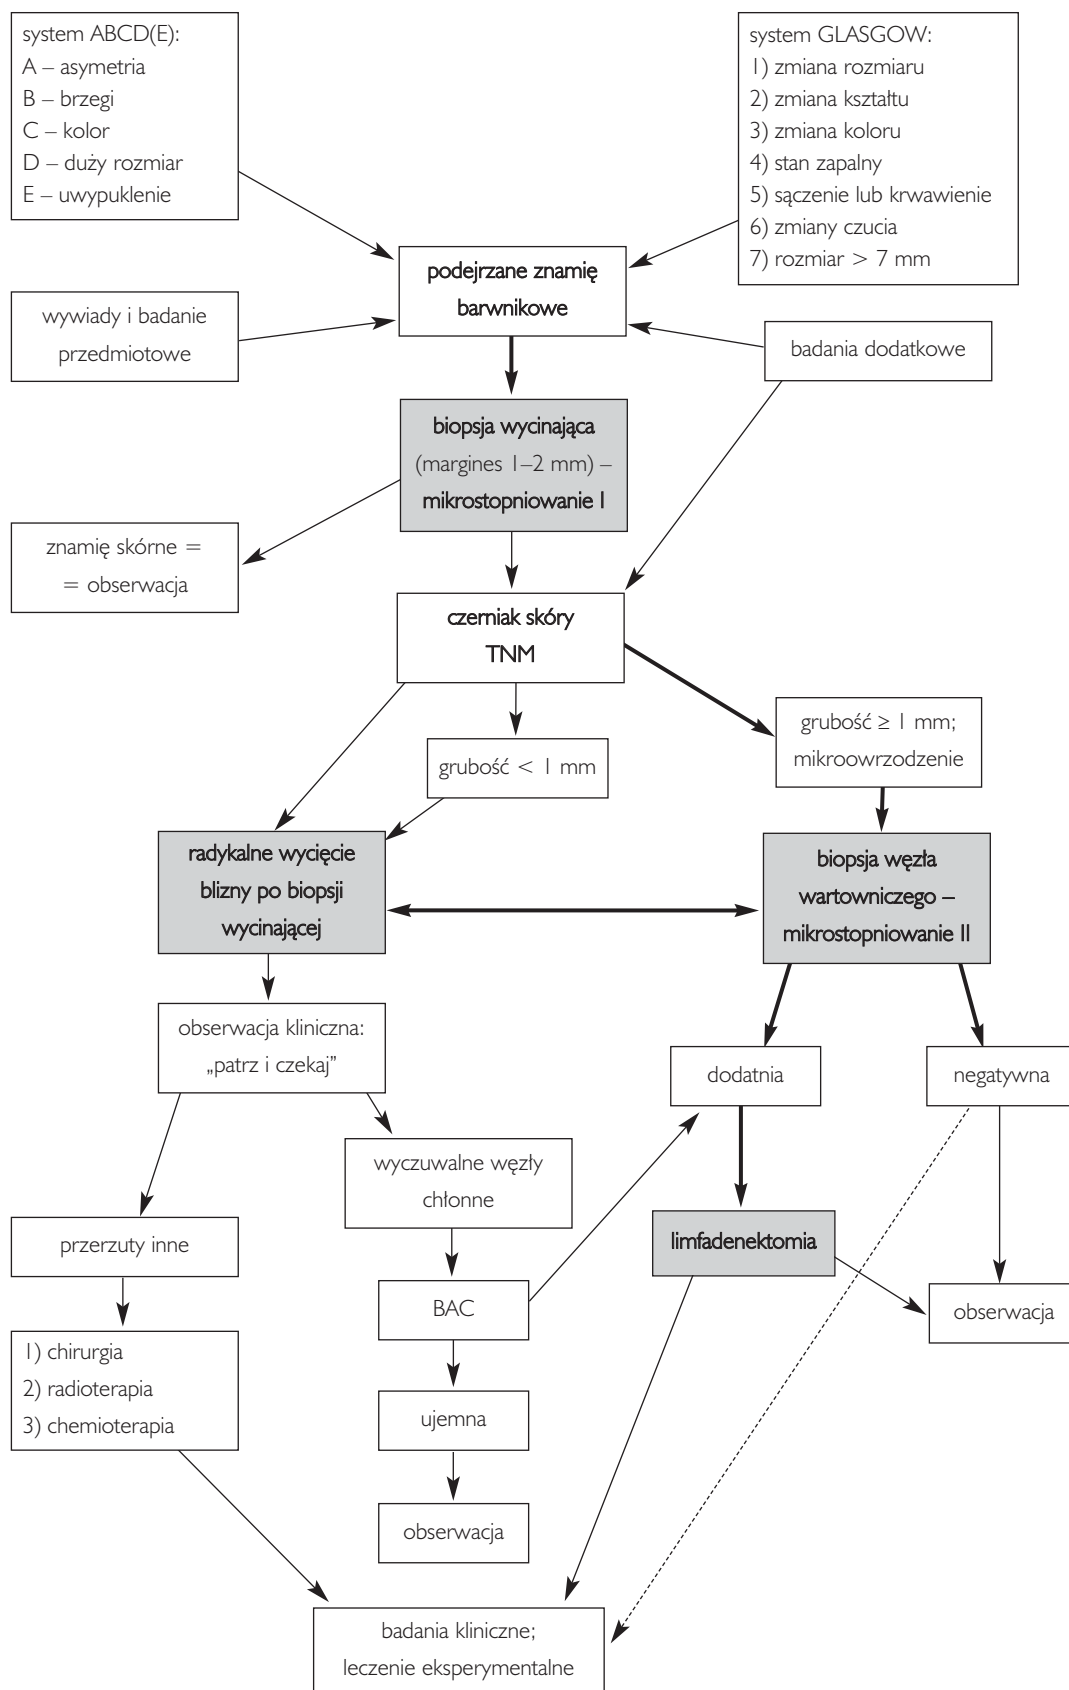 system ABCD(E):
A – asymetria
B – brzegi
C – kolor
D – duży rozmiar
E – uwypuklenie
system GLASGOW:
1) zmiana rozmiaru
2) zmiana kształtu
3) zmiana koloru
4) stan zapalny
5) sączenie lub krwawienie
6) zmiany czucia
7) rozmiar > 7 mm
podejrzane znamię
barwnikowe
wywiady i badanie
przedmiotowe
badania dodatkowe
biopsja wycinająca
(margines 1–2 mm) –
mikrostopniowanie I
znamię skórne =
= obserwacja
czerniak skóry
TNM
grubość < 1 mm
grubość ≥ 1 mm;
mikroowrzodzenie
radykalne wycięcie
blizny po biopsji
wycinającej
biopsja węzła
wartowniczego –
mikrostopniowanie II
obserwacja kliniczna:
„patrz i czekaj”
dodatnia
negatywna
wyczuwalne węzły
chłonne
przerzuty inne
limfadenektomia
BAC
obserwacja
1) chirurgia
2) radioterapia
3) chemioterapia
ujemna
obserwacja
badania kliniczne;
leczenie eksperymentalne